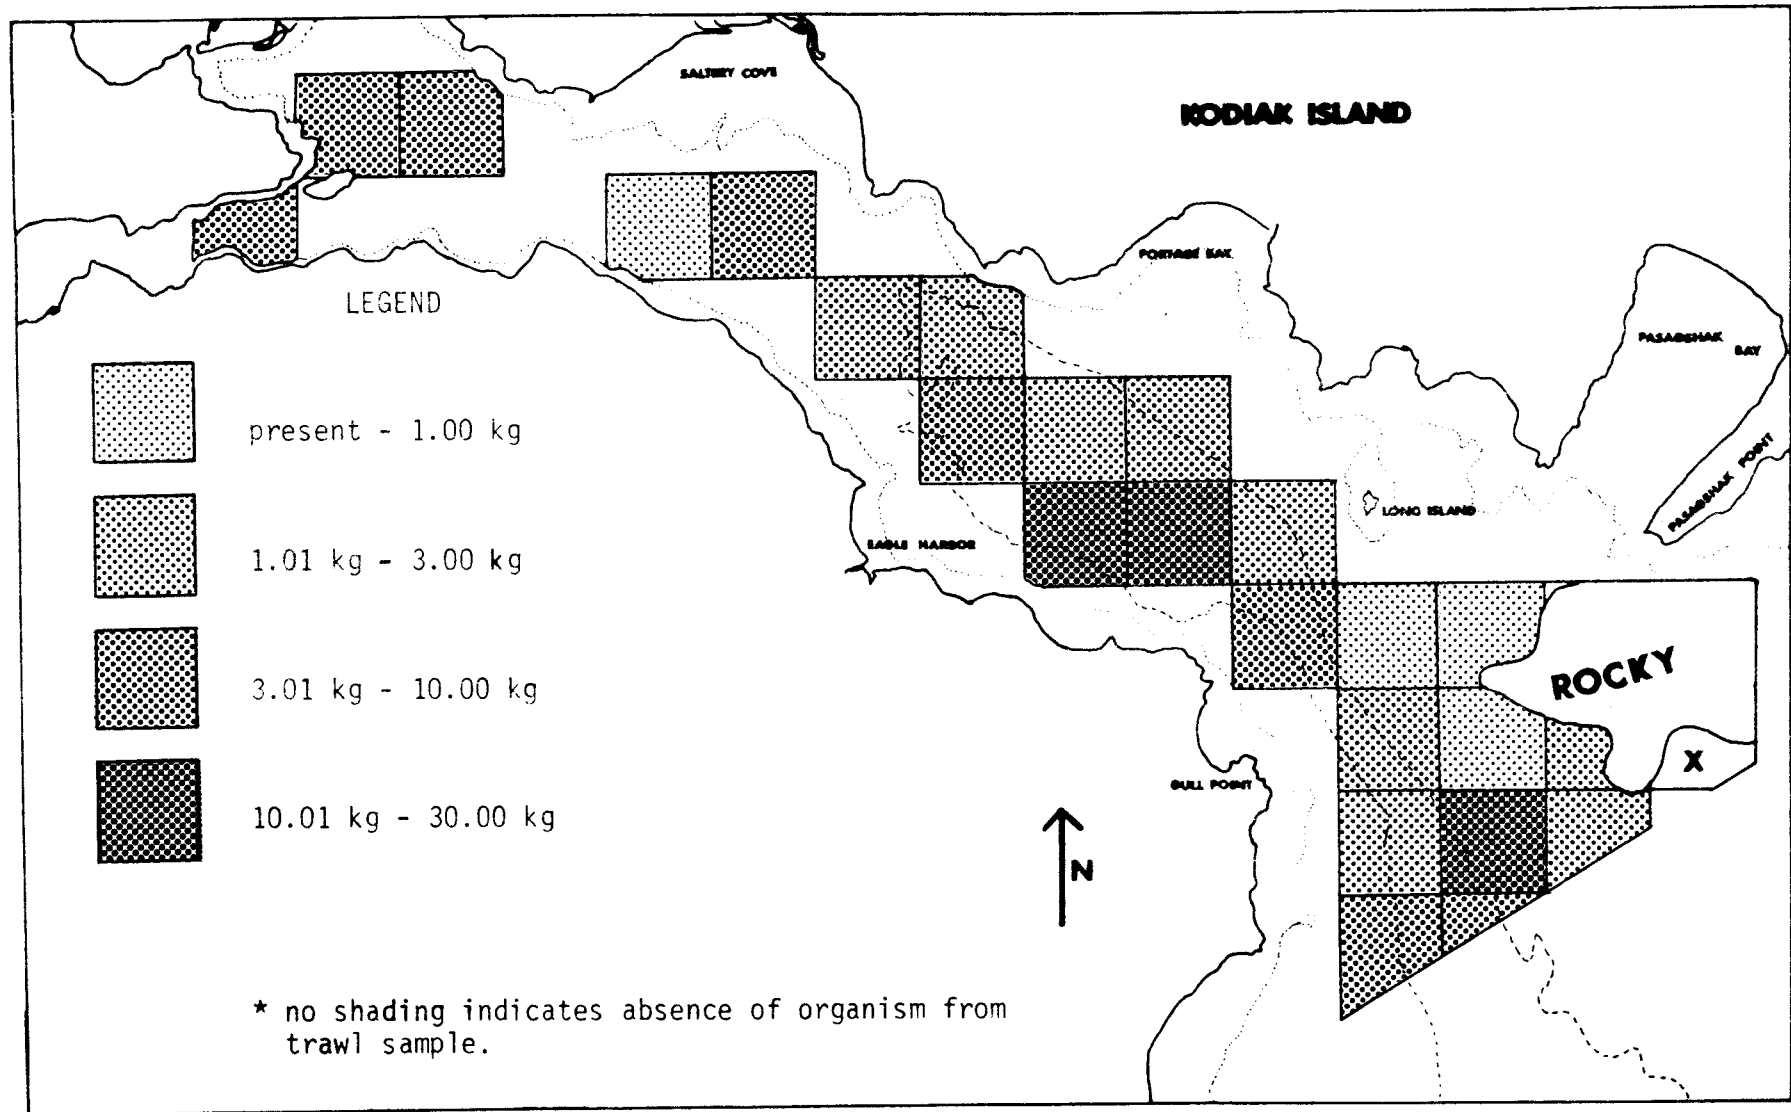 SALTERY COVE
KODIAK ISLAND
PORTAGE BAY
LEGEND
PASAGSHAK BAY
present - 1.00 kg
PASAGSHAK POINT
LONG ISLAND
1.01 kg - 3.00 kg
EAGLE HARBOR
ROCKY
3.01 kg - 10.00 kg
X
GULL POINT
10.01 kg - 30.00 kg
N
* no shading indicates absence of organism from
trawl sample.